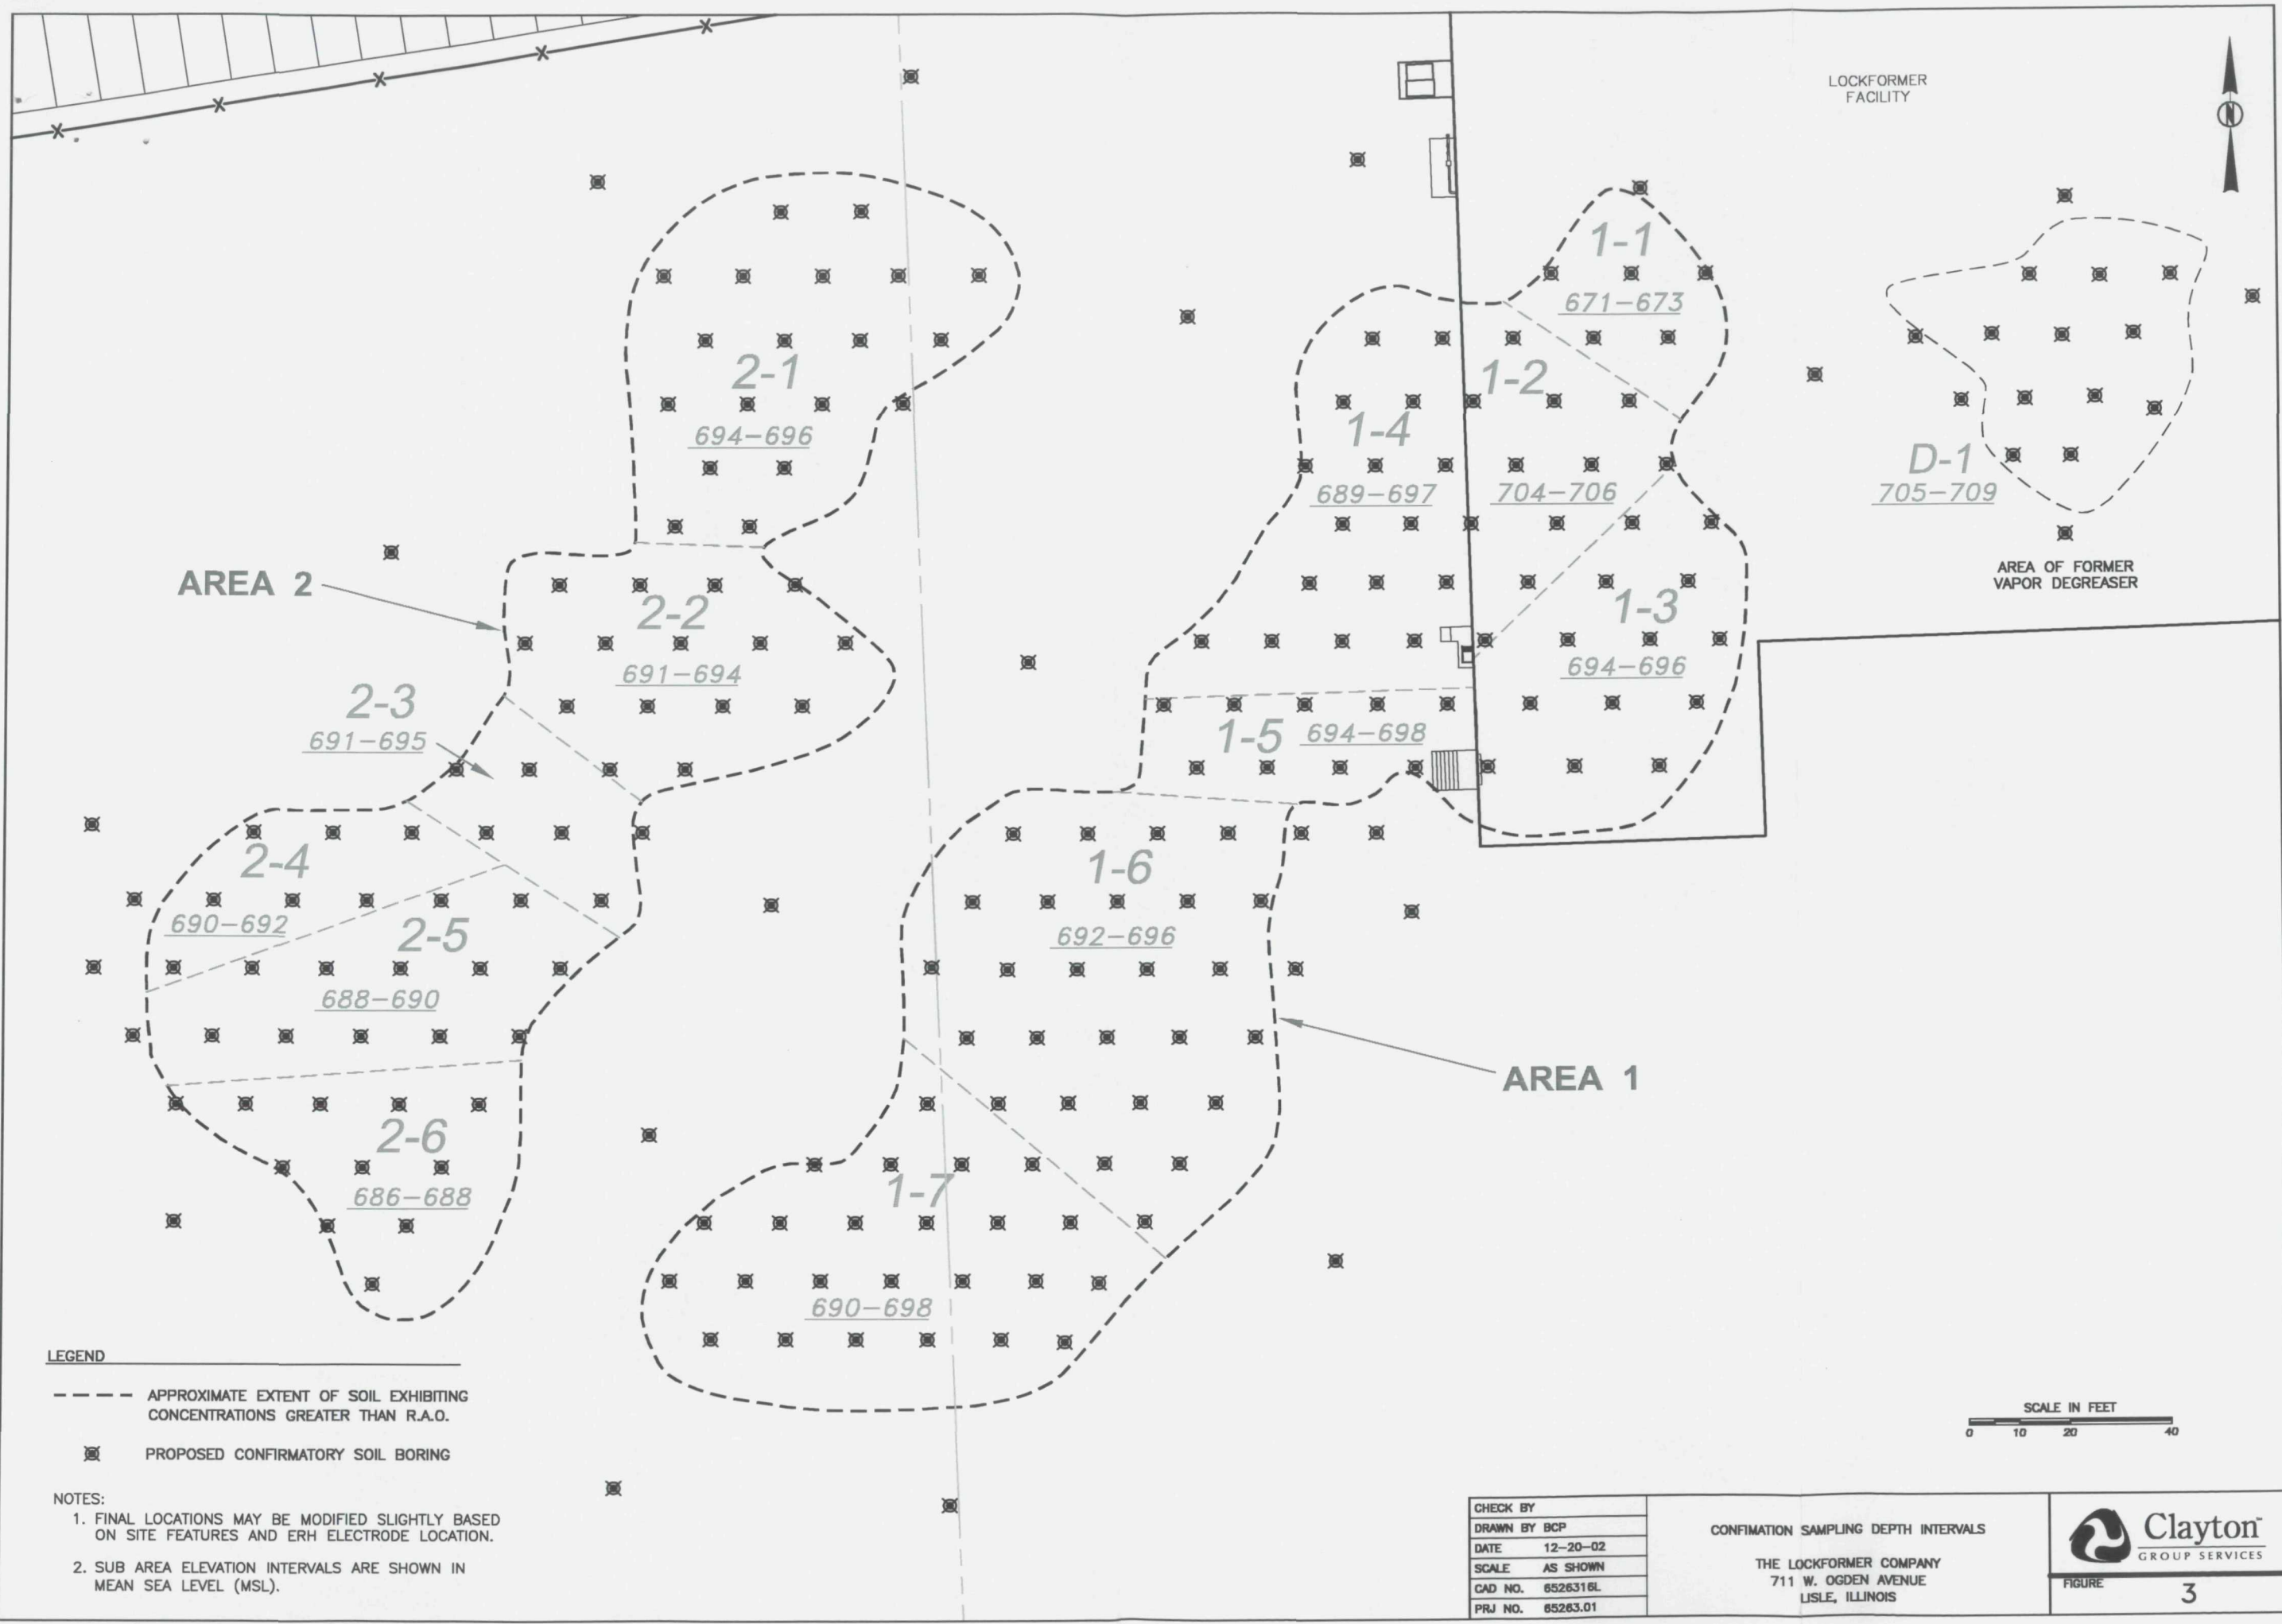 LOCKFORMER
FACILITY
N
1-1
671-673
2-1
694-696
1-2
704-706
1-4
689-697
D-1
705-709
AREA OF FORMER
VAPOR DEGREASER
AREA 2
2-2
691-694
1-3
694-696
2-3
691-695
1-5
694-698
2-4
690-692
2-5
688-690
1-6
692-696
AREA 1
2-6
686-688
1-7
690-698
LEGEND
APPROXIMATE EXTENT OF SOIL EXHIBITING
CONCENTRATIONS GREATER THAN R.A.O.
PROPOSED CONFIRMATORY SOIL BORING
NOTES:
1. FINAL LOCATIONS MAY BE MODIFIED SLIGHTLY BASED
ON SITE FEATURES AND ERH ELECTRODE LOCATION.
2. SUB AREA ELEVATION INTERVALS ARE SHOWN IN
MEAN SEA LEVEL (MSL).
SCALE IN FEET
0 10 20 40
CHECK BY
DRAWN BY BCP
DATE 12-20-02
SCALE AS SHOWN
CAD NO. 6526316L
PRJ NO. 65263.01
CONFIMATION SAMPLING DEPTH INTERVALS
THE LOCKFORMER COMPANY
711 W. OGDEN AVENUE
LISLE, ILLINOIS
Clayton™
GROUP SERVICES
FIGURE
3